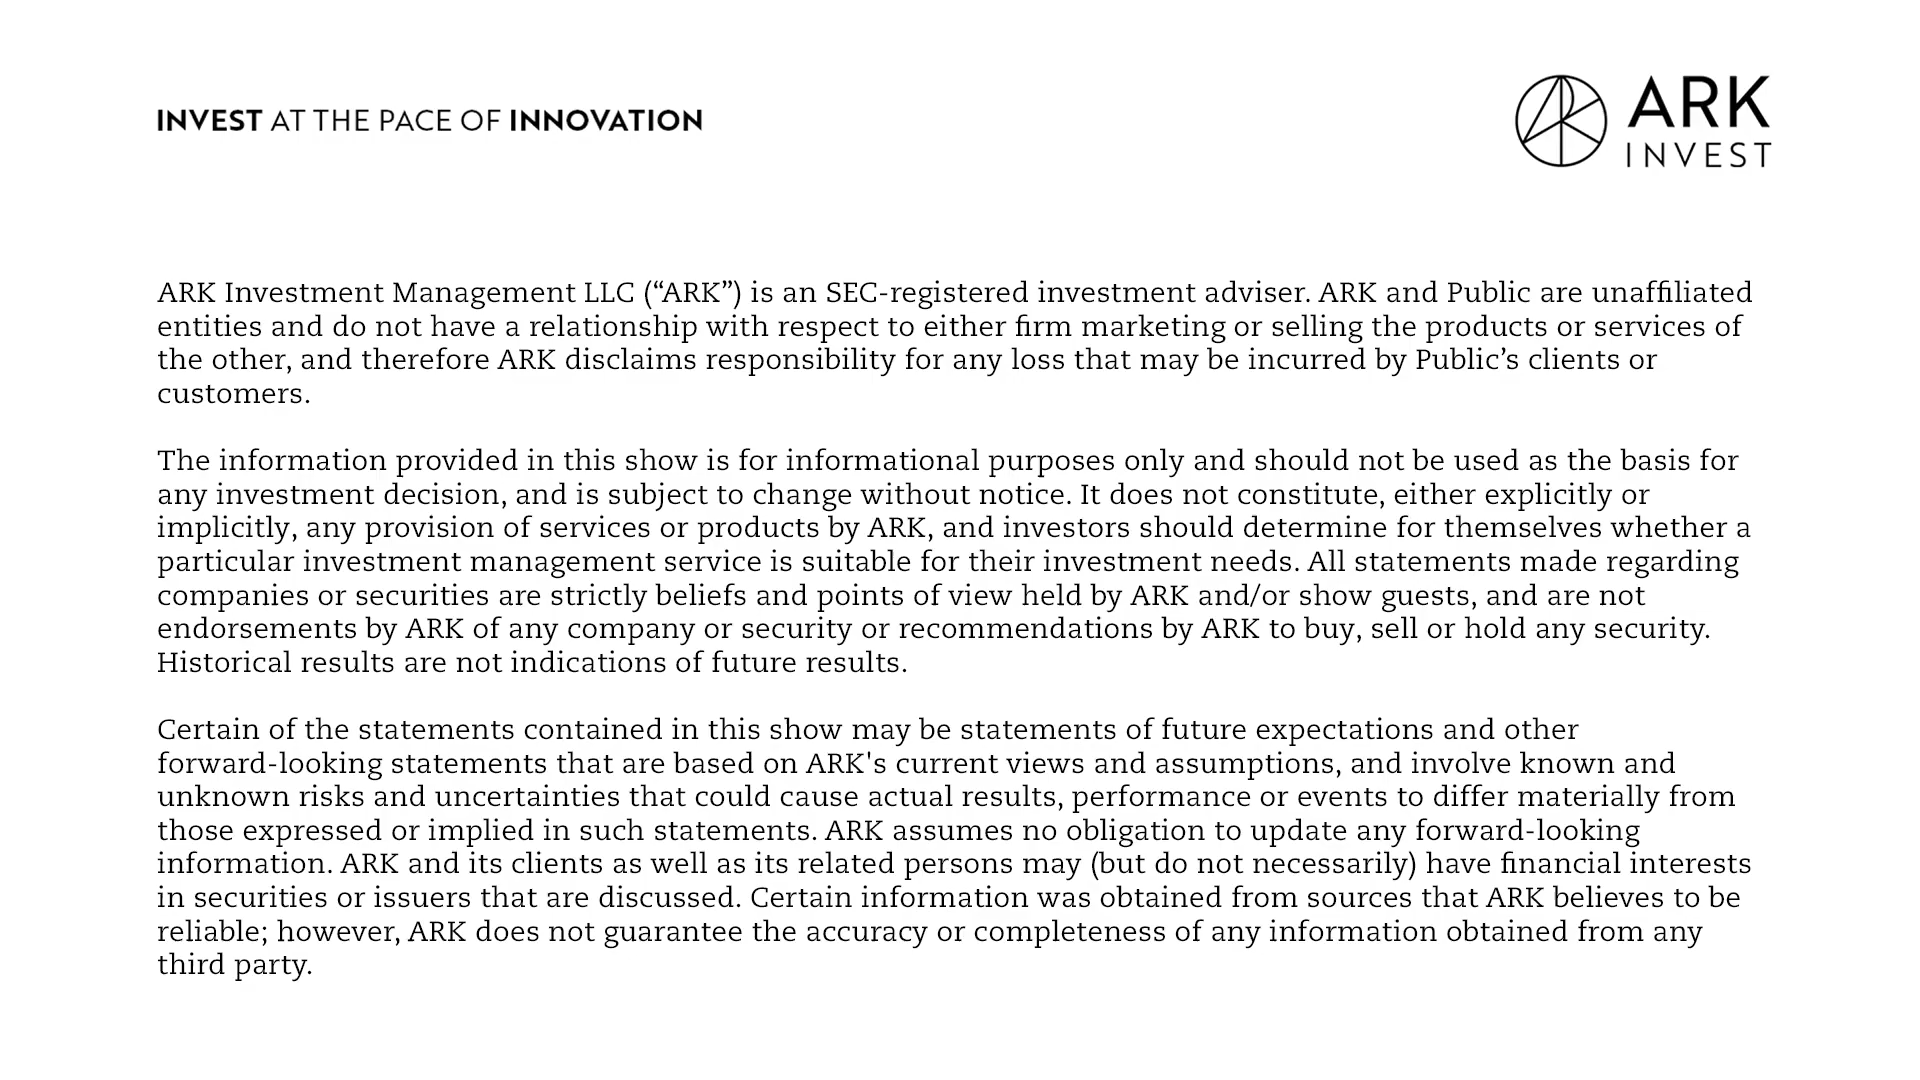 INVEST AT THE PACE OF INNOVATION
ARK
INVEST
ARK Investment Management LLC (“ARK”) is an SEC-registered investment adviser. ARK and Public are unaffiliated
entities and do not have a relationship with respect to either firm marketing or selling the products or services of
the other, and therefore ARK disclaims responsibility for any loss that may be incurred by Public’s clients or
customers.
The information provided in this show is for informational purposes only and should not be used as the basis for
any investment decision, and is subject to change without notice. It does not constitute, either explicitly or
implicitly, any provision of services or products by ARK, and investors should determine for themselves whether a
particular investment management service is suitable for their investment needs. All statements made regarding
companies or securities are strictly beliefs and points of view held by ARK and/or show guests, and are not
endorsements by ARK of any company or security or recommendations by ARK to buy, sell or hold any security.
Historical results are not indications of future results.
Certain of the statements contained in this show may be statements of future expectations and other
forward-looking statements that are based on ARK's current views and assumptions, and involve known and
unknown risks and uncertainties that could cause actual results, performance or events to differ materially from
those expressed or implied in such statements. ARK assumes no obligation to update any forward-looking
information. ARK and its clients as well as its related persons may (but do not necessarily) have financial interests
in securities or issuers that are discussed. Certain information was obtained from sources that ARK believes to be
reliable; however, ARK does not guarantee the accuracy or completeness of any information obtained from any
third party.